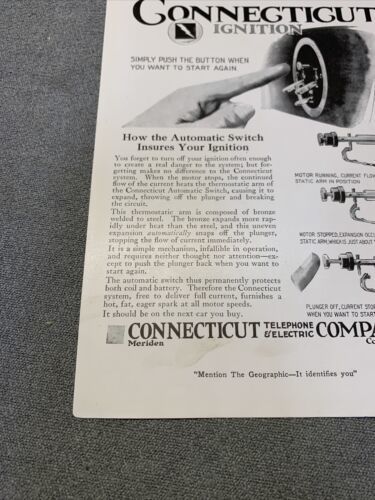 CONNECTICUT
IGNITION
SIMPLY PUSH THE BUTTON WHEN
YOU WANT TO START AGAIN.
How the Automatic Switch
Insures Your Ignition
You forget to turn off your ignition often enough
to create a real danger to the system; but for-
getting makes no difference to the Connecticut
system. When the motor stops, the continued
flow of the current heats the thermostatic arm of
the Connecticut Automatic Switch, causing it to
expand, throwing off the plunger and breaking
the circuit.
This thermostatic arm is composed of bronze
welded to steel. The bronze expands more rap-
idly under heat than the steel, and this uneven
expansion automatically snaps off the plunger,
stopping the flow of current immediately.
It is a simple mechanism, infallible in operation,
and requires neither thought nor attention—ex-
cept to push the plunger back when you want to
start again.
The automatic switch thus permanently protects
both coil and battery. Therefore the Connecticut
system, free to deliver full current, furnishes a
hot, fat, eager spark at all motor speeds.
It should be on the next car you buy.
MOTOR RUNNING, CURRENT FLOW
STATIC ARM IN POSITION
MOTOR STOPPED, EXPANSION OCC
STATIC ARM, WHICH IS JUST ABOUT
PLUNGER OFF, CURRENT STO
WHEN YOU WANT TO START
CONNECTICUT TELEPHONE & ELECTRIC COMPA
Meriden Co
"Mention The Geographic—It identifies you"